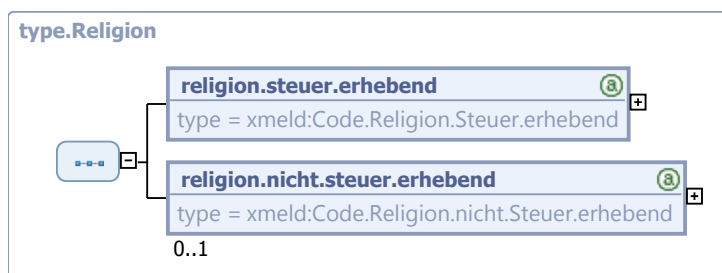 type.Religion
religion.steuer.erhebend
type = xmeld:Code.Religion.Steuer.erhebend
religion.nicht.steuer.erhebend
type = xmeld:Code.Religion.nicht.Steuer.erhebend
0..1